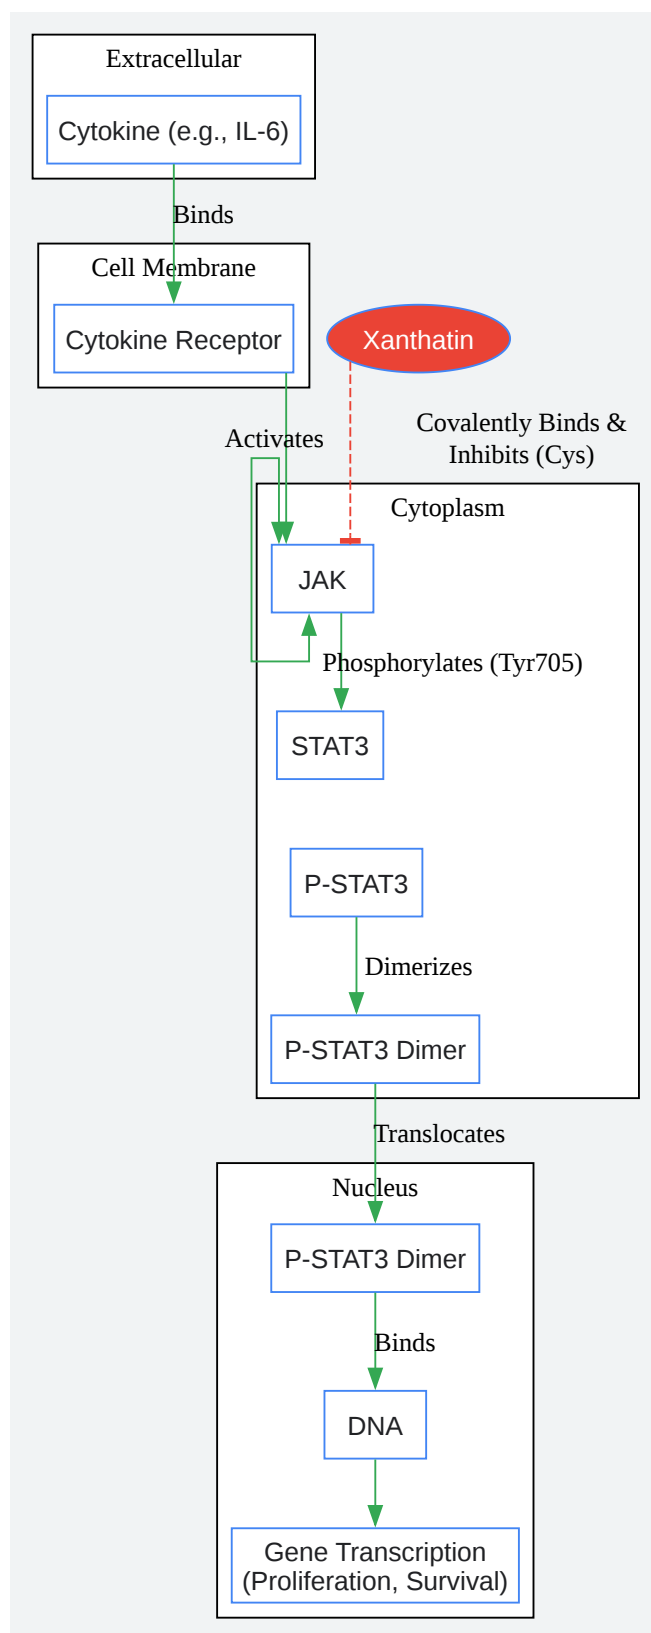 Extracellular
Cytokine (e.g., IL-6)
Binds
Cell Membrane
Cytokine Receptor
Xanthatin
Activates
Covalently Binds &
Inhibits (Cys)
Cytoplasm
JAK
Phosphorylates (Tyr705)
STAT3
P-STAT3
Dimerizes
P-STAT3 Dimer
Translocates
Nucleus
P-STAT3 Dimer
Binds
DNA
Gene Transcription
(Proliferation, Survival)